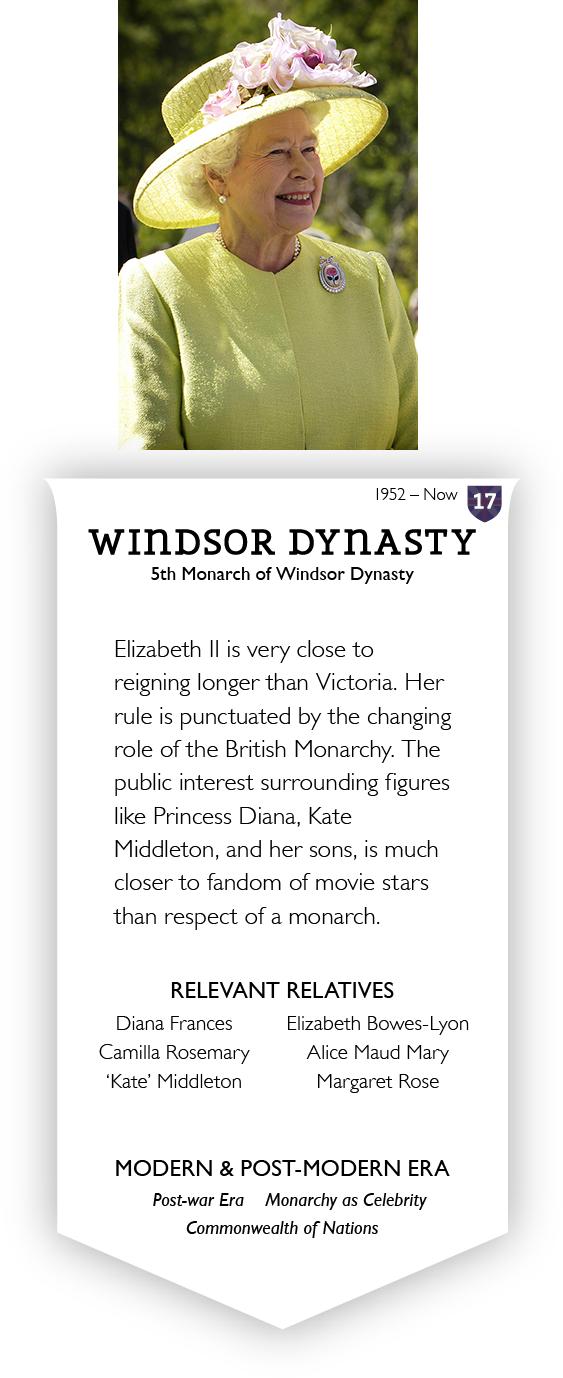 1952 – Now 17
WINDSOR DYNASTY
5th Monarch of Windsor Dynasty
Elizabeth II is very close to
reigning longer than Victoria. Her
rule is punctuated by the changing
role of the British Monarchy. The
public interest surrounding figures
like Princess Diana, Kate
Middleton, and her sons, is much
closer to fandom of movie stars
than respect of a monarch.
RELEVANT RELATIVES
Diana Frances Elizabeth Bowes-Lyon
Camilla Rosemary Alice Maud Mary
‘Kate’ Middleton Margaret Rose
MODERN & POST-MODERN ERA
Post-war Era Monarchy as Celebrity
Commonwealth of Nations